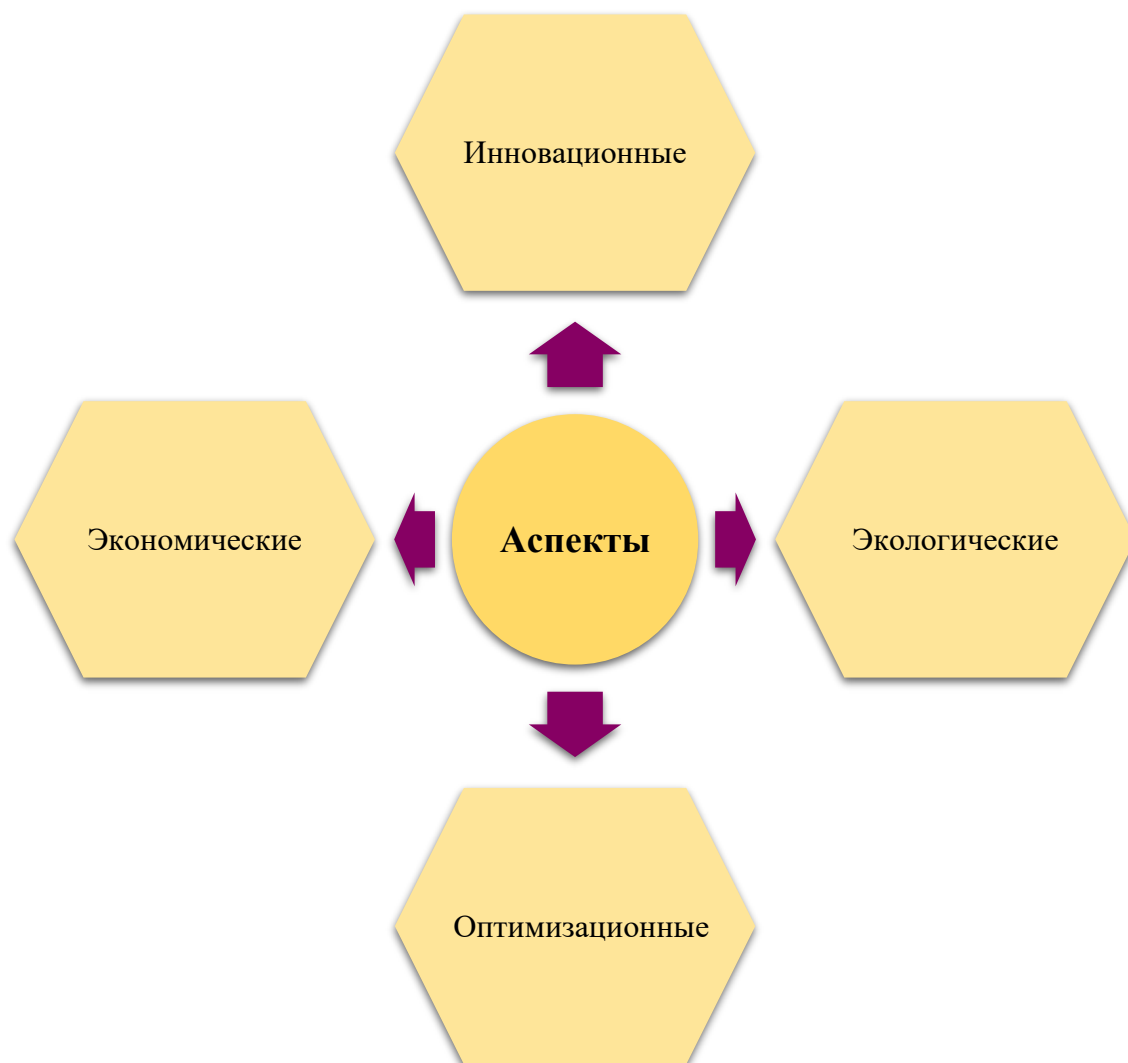 Инновационные
Экономические
Аспекты
Экологические
Оптимизационные